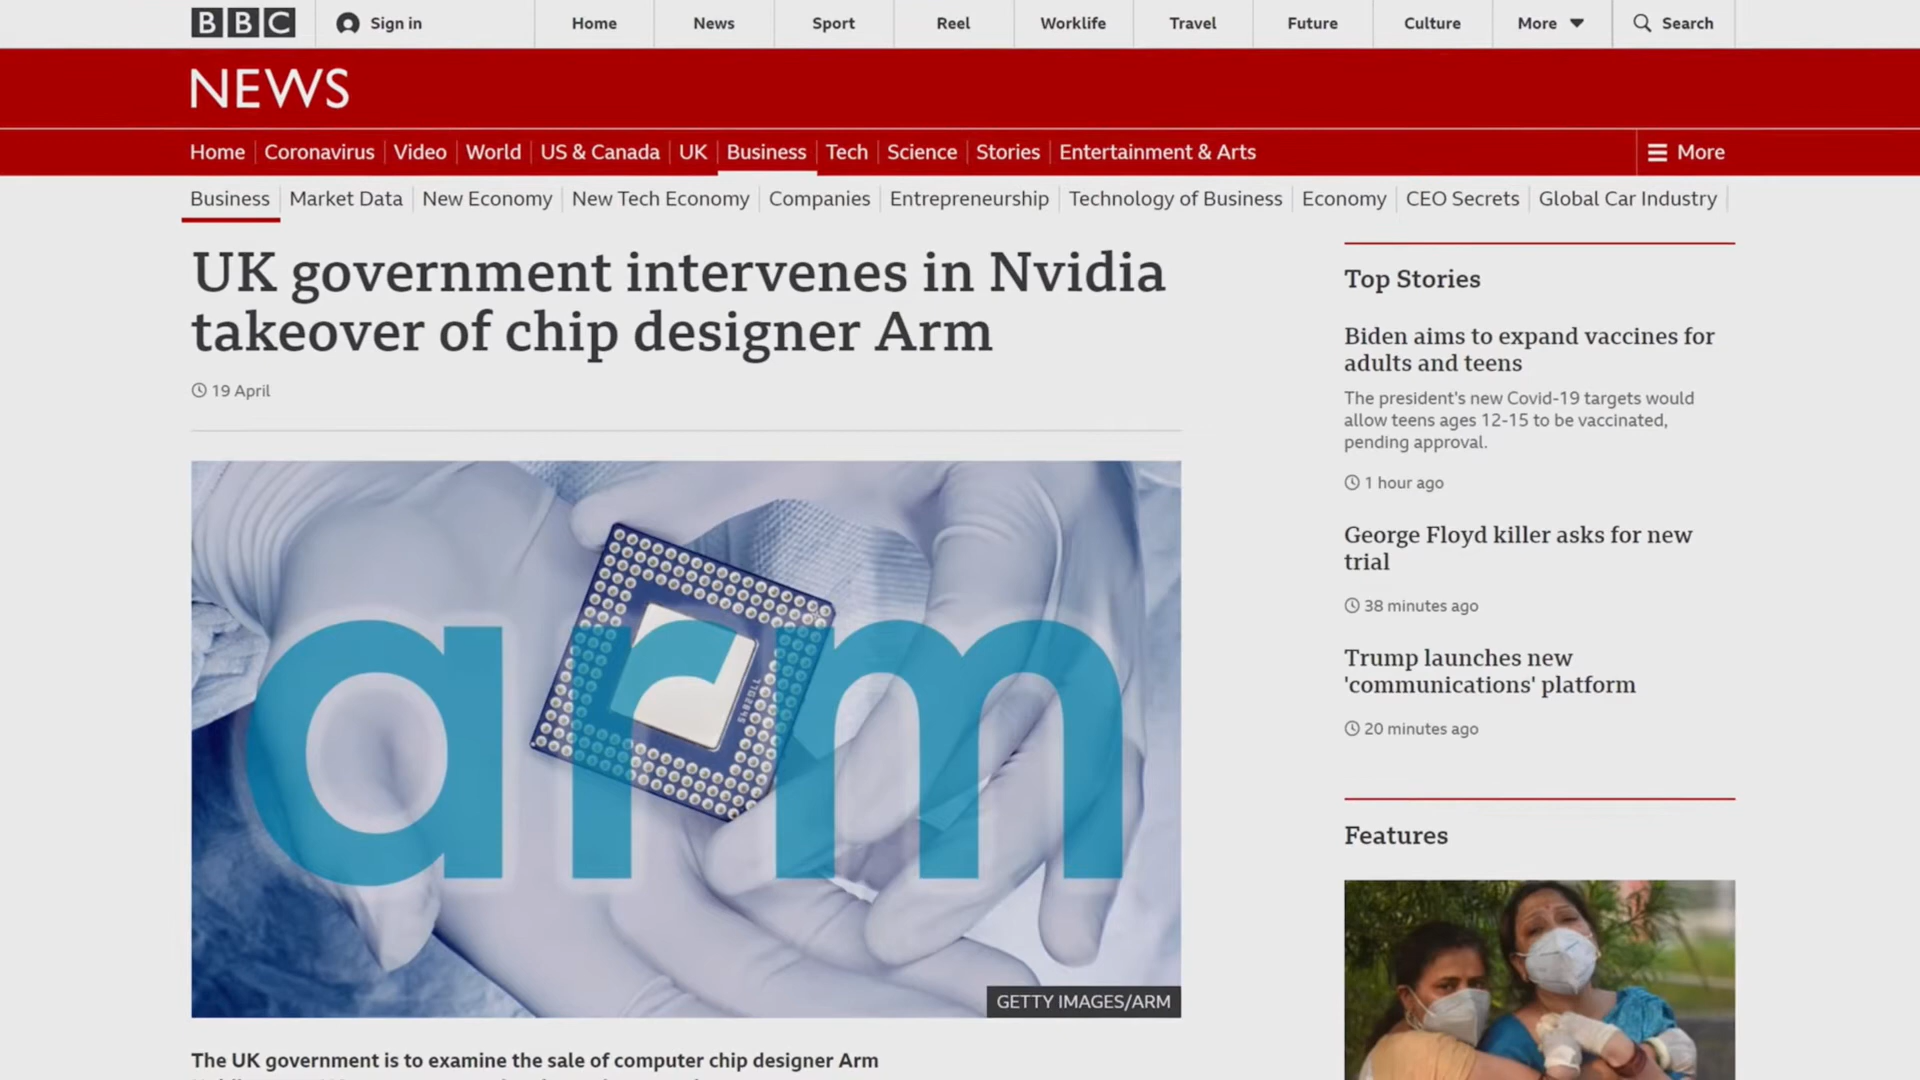 BBC
Sign in
Home
News
Sport
Reel
Worklife
Travel
Future
Culture
More
Search
NEWS
Home
Coronavirus
Video
World
US & Canada
UK
Business
Tech
Science
Stories
Entertainment & Arts
More
Business
Market Data
New Economy
New Tech Economy
Companies
Entrepreneurship
Technology of Business
Economy
CEO Secrets
Global Car Industry
UK government intervenes in Nvidia
takeover of chip designer Arm
19 April
arm
GETTY IMAGES/ARM
The UK government is to examine the sale of computer chip designer Arm
Top Stories
Biden aims to expand vaccines for
adults and teens
The president's new Covid-19 targets would
allow teens ages 12-15 to be vaccinated,
pending approval.
1 hour ago
George Floyd killer asks for new
trial
38 minutes ago
Trump launches new
'communications' platform
20 minutes ago
Features